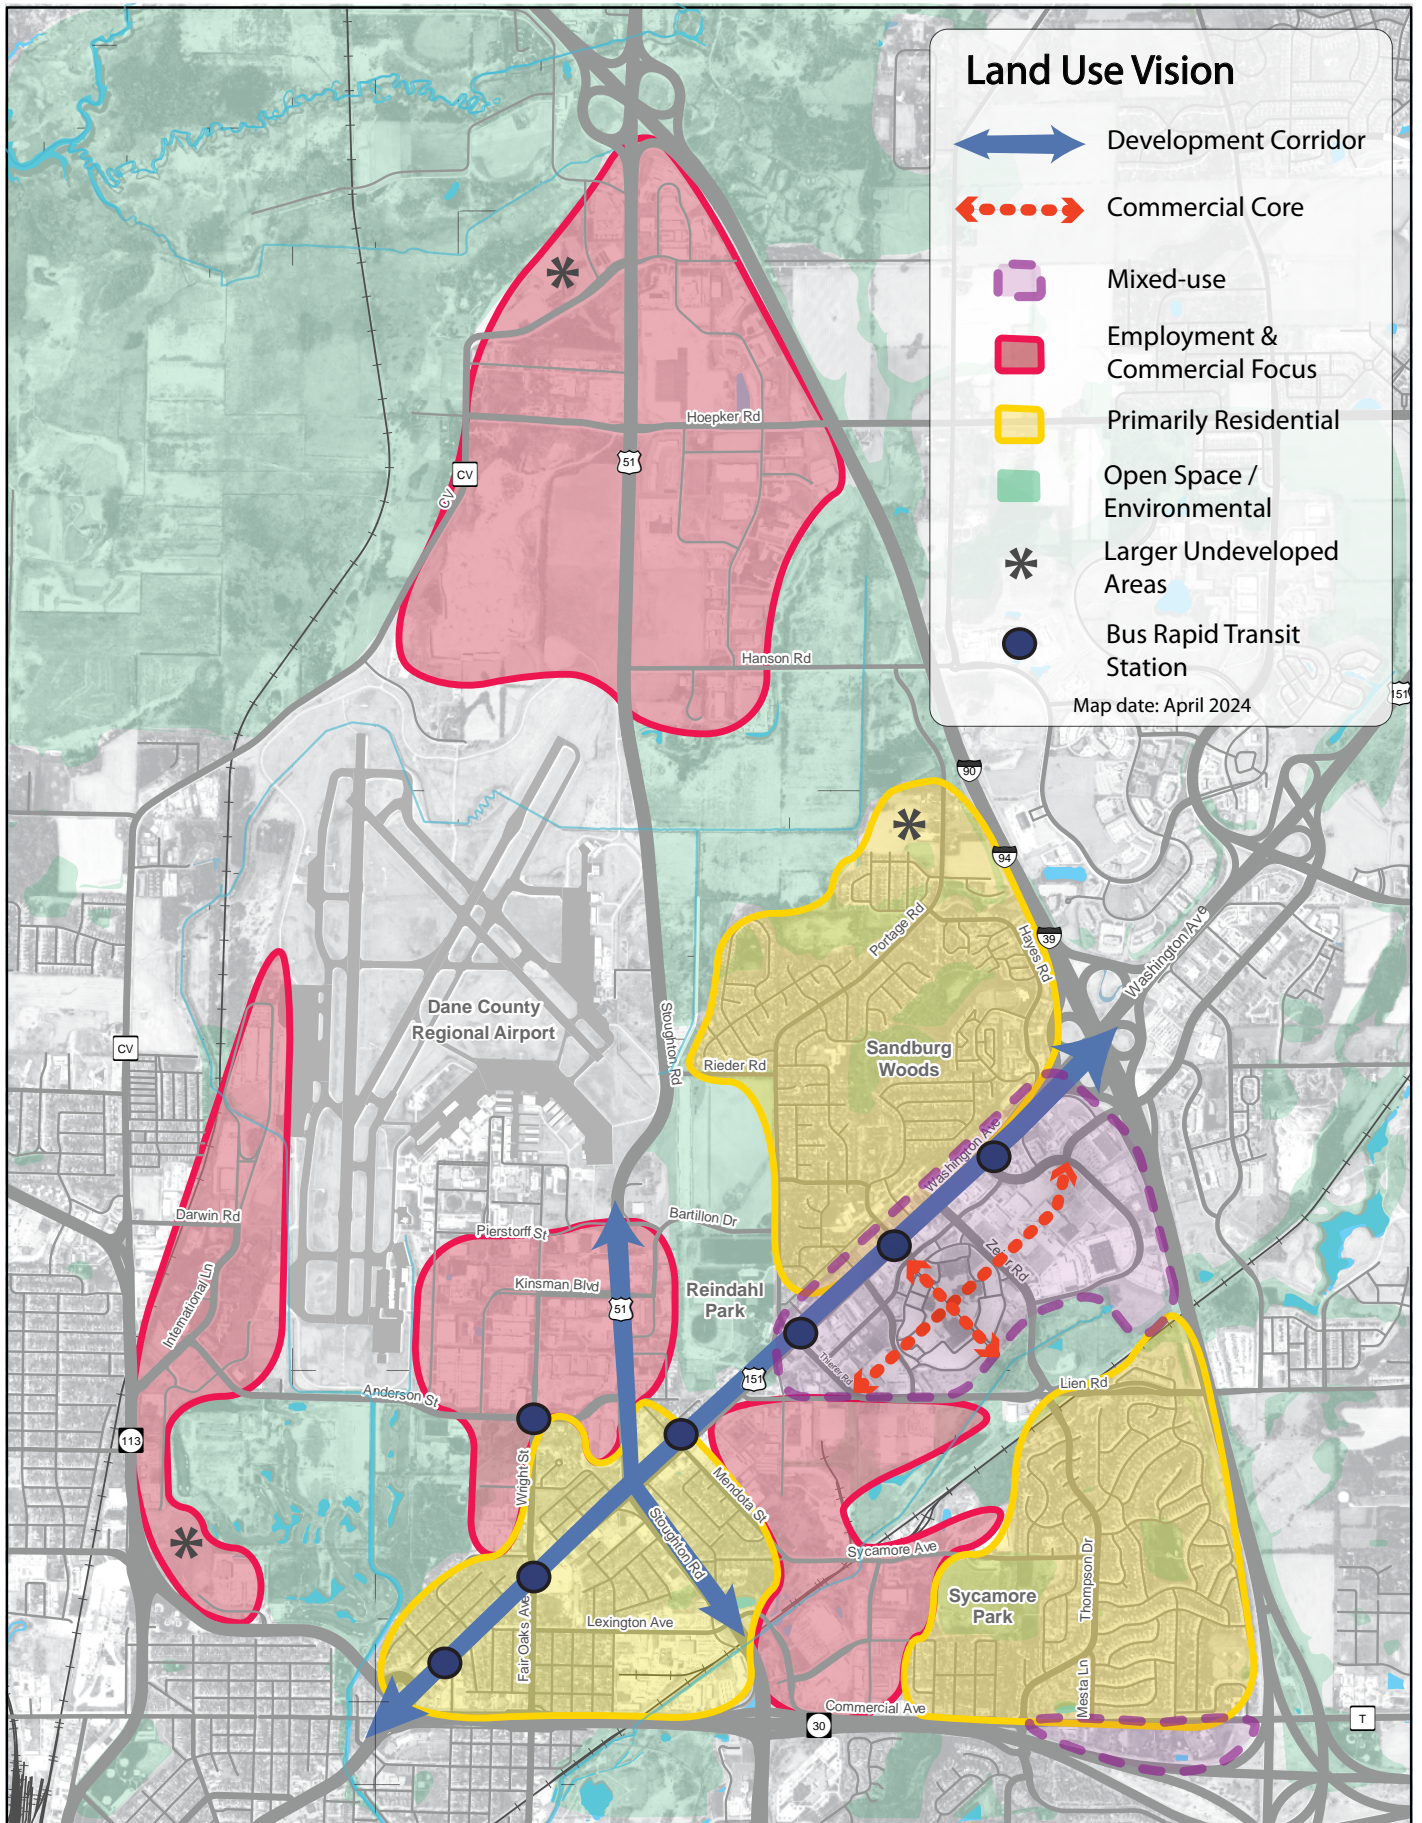 Land Use Vision
Development Corridor
Commercial Core
Mixed-use
Employment &
Commercial Focus
Primarily Residential
Open Space /
Environmental
Larger Undeveloped
Areas
Bus Rapid Transit
Station
Map date: April 2024
Hoepker Rd
51
CV
CV
Hanson Rd
151
90
94
Portage Rd
Hayes Rd
39
Washington Ave
Dane County
Regional Airport
Stoughton Rd
CV
Sandburg
Woods
Rieder Rd
Washington Ave
Darwin Rd
Pierstorff St
Bartillon Dr
Zeier Rd
Kinsman Blvd
Reindahl
Park
International Ln
51
Thierer Rd
151
Lien Rd
Anderson St
113
Wright St
Mendota St
Stoughton Rd
Sycamore Ave
Sycamore
Park
Thompson Dr
Lexington Ave
Fair Oaks Ave
Mesta Ln
Commercial Ave
30
T